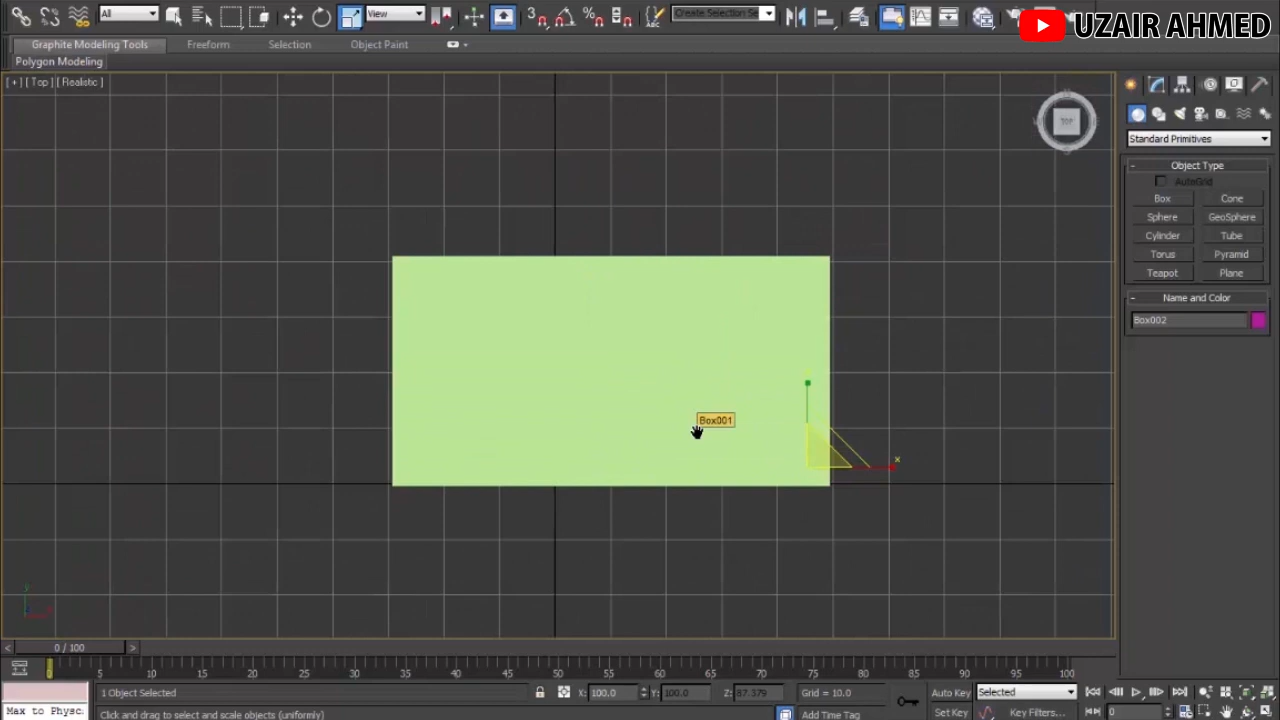 All
View
Create Selection Se
UZAIR AHMED
Graphite Modeling Tools
Freeform
Selection
Object Paint
Polygon Modeling
[ + ] [ Top ] [ Realistic ]
TOP
Standard Primitives
Object Type
AutoGrid
Box
Cone
Sphere
GeoSphere
Cylinder
Tube
Torus
Pyramid
Teapot
Plane
Name and Color
Box002
Box001
x
y
0 / 100
0 5 10 15 20 25 30 35 40 45 50 55 60 65 70 75 80 85 90 95 100
1 Object Selected
X: 100.0 Y: 100.0 Z: 87.379
Grid = 10.0
Auto Key
Selected
Max to Physc
Click and drag to select and scale objects (uniformly)
Add Time Tag
Set Key
Key Filters...
0